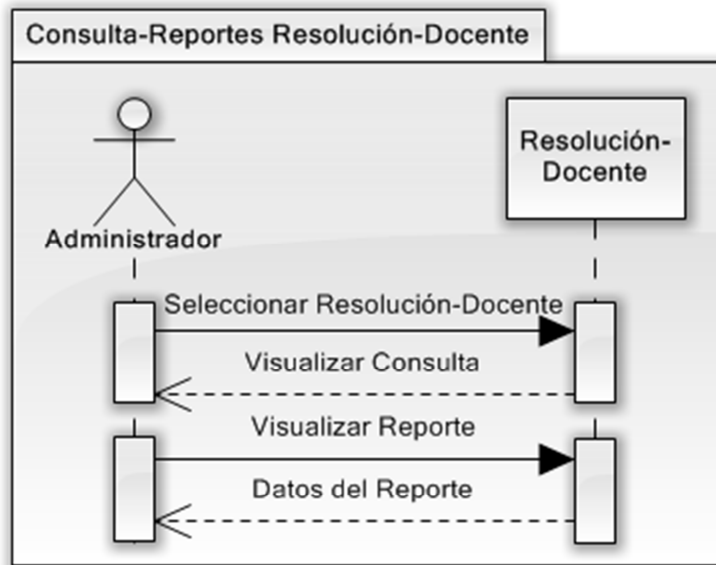 Consulta-Reportes Resolución-Docente
Resolución-
Docente
Administrador
Seleccionar Resolución-Docente
Visualizar Consulta
Visualizar Reporte
Datos del Reporte